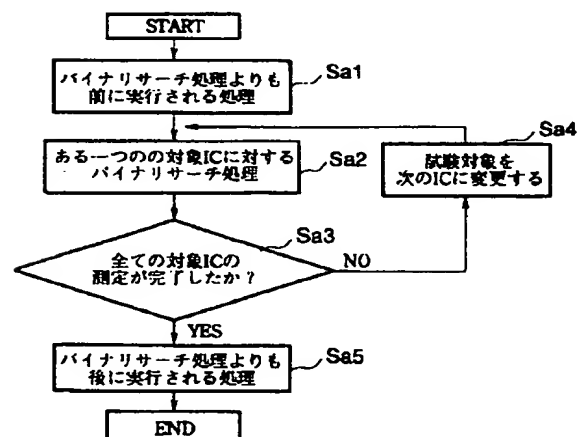 START
バイナリサーチ処理よりも
前に実行される処理
Sa1
ある一つのの対象ICに対する
バイナリサーチ処理
Sa2
試験対象を
次のICに変更する
Sa4
全ての対象ICの
測定が完了したか?
Sa3
NO
YES
バイナリサーチ処理よりも
後に実行される処理
Sa5
END